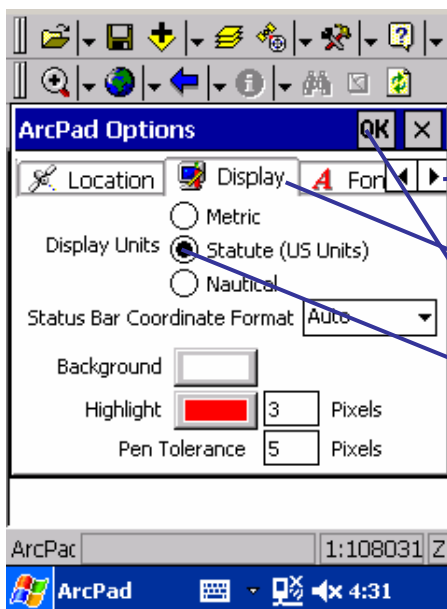 ArcPad Options OK
Location Display Fon
Metric
Display Units Statute (US Units)
Nautical
Status Bar Coordinate Format Auto
Background
Highlight 3 Pixels
Pen Tolerance 5 Pixels
ArcPac 1:108031 Z
ArcPad 4:31